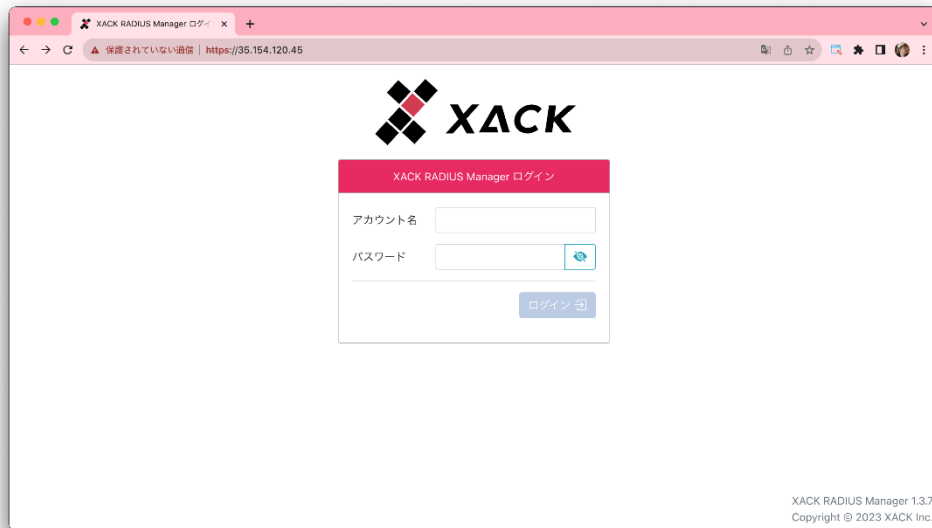 XACK RADIUS Manager ログイ
保護されていない通信 | https://35.154.120.45
XACK
XACK RADIUS Manager ログイン
アカウント名
パスワード
ログイン
XACK RADIUS Manager 1.3.7
Copyright © 2023 XACK Inc.